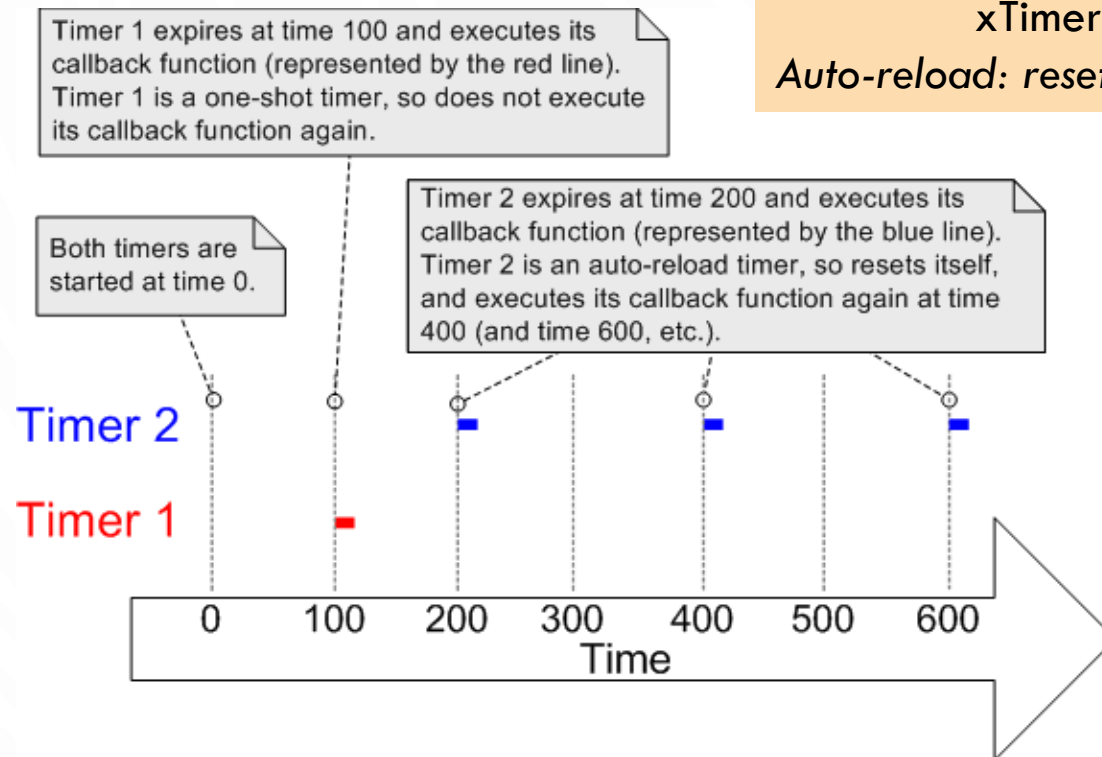 xTimer
Auto-reload: reset
Timer 1 expires at time 100 and executes its
callback function (represented by the red line).
Timer 1 is a one-shot timer, so does not execute
its callback function again.
Timer 2 expires at time 200 and executes its
callback function (represented by the blue line).
Timer 2 is an auto-reload timer, so resets itself,
and executes its callback function again at time
400 (and time 600, etc.).
Both timers are
started at time 0.
Timer 2
Timer 1
0 100 200 300 400 500 600
Time